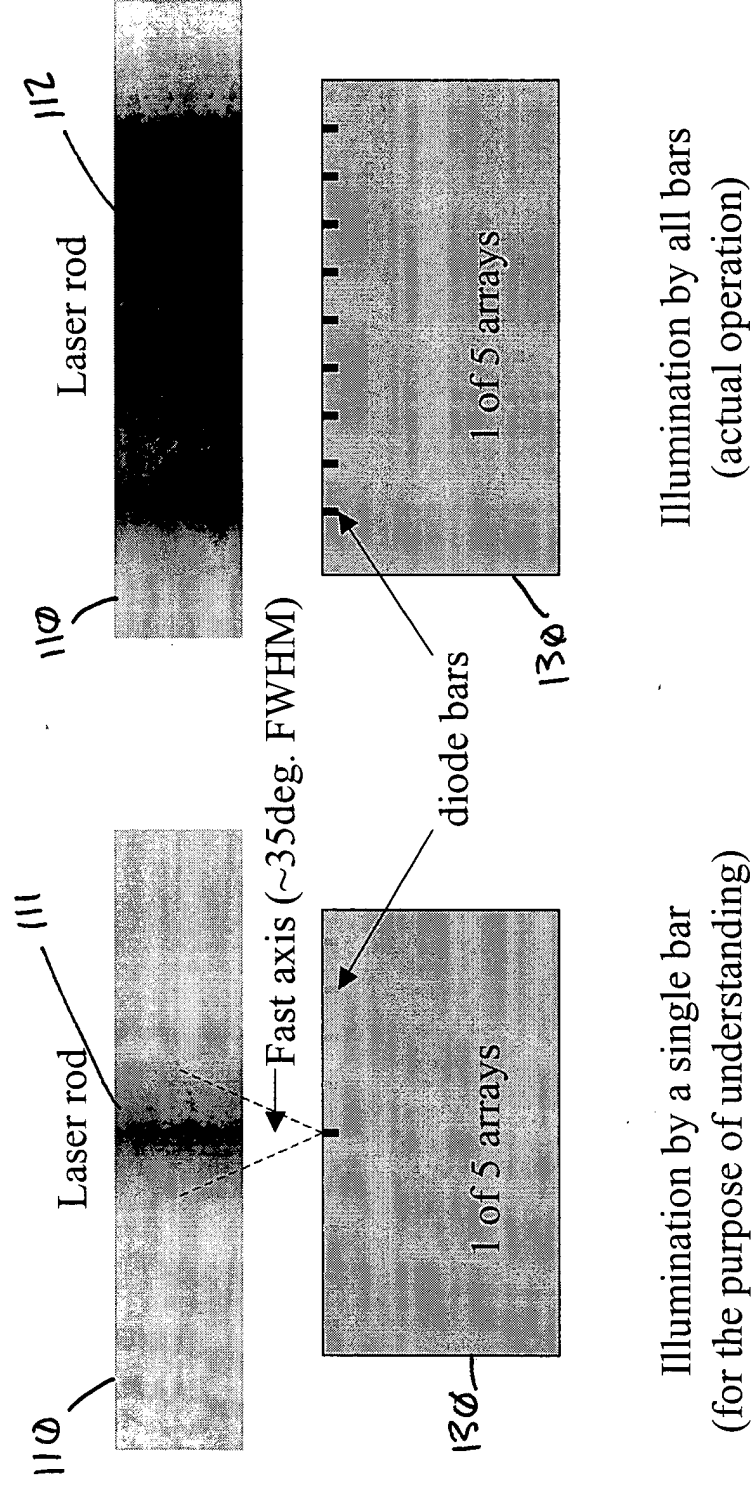 110
111
Laser rod
Fast axis (~35deg. FWHM)
1 of 5 arrays
130
Illumination by a single bar
(for the purpose of understanding)
diode bars
110
112
Laser rod
1 of 5 arrays
130
Illumination by all bars
(actual operation)